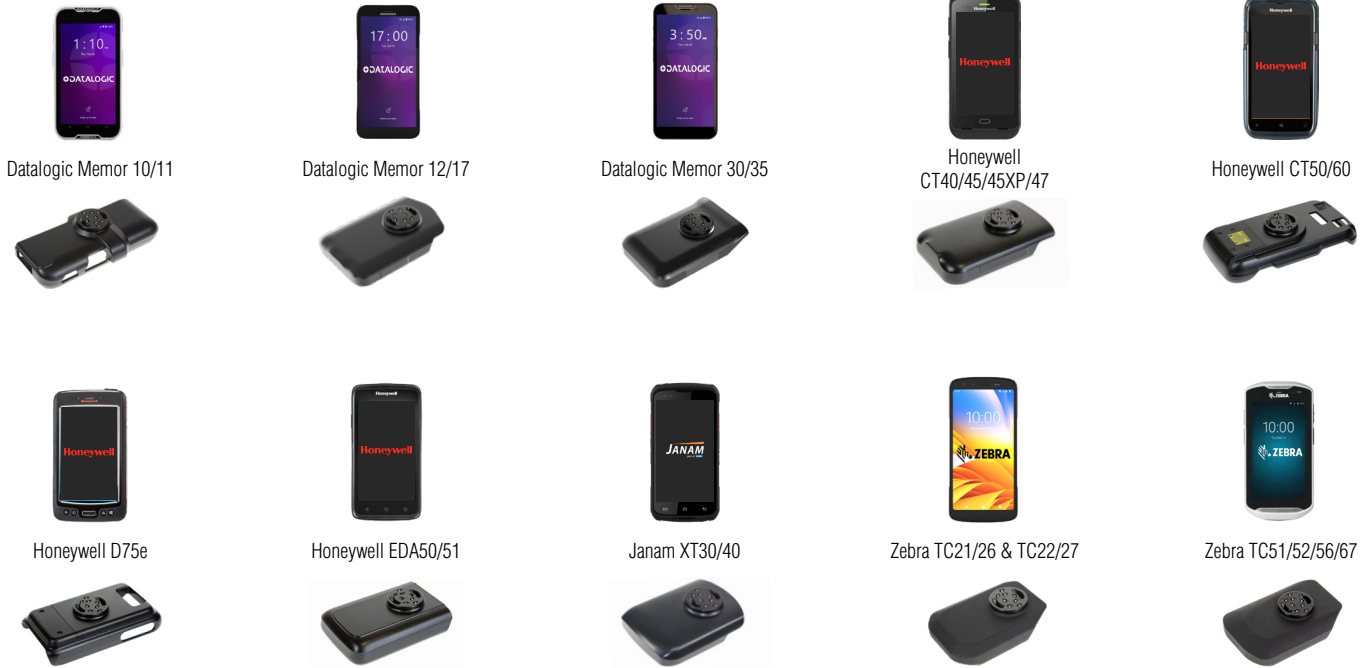 Honeywell
1:10
DATALOGIC
17:00
DATALOGIC
3:50
DATALOGIC
Honeywell
Honeywell
Honeywell
Datalogic Memor 10/11
Datalogic Memor 12/17
Datalogic Memor 30/35
Honeywell
CT40/45/45XP/47
Honeywell CT50/60
Honeywell
Honeywell
Honeywell
Honeywell
JANAM
10:00
ZEBRA
ZEBRA
10:00
ZEBRA
Honeywell D75e
Honeywell EDA50/51
Janam XT30/40
Zebra TC21/26 & TC22/27
Zebra TC51/52/56/67